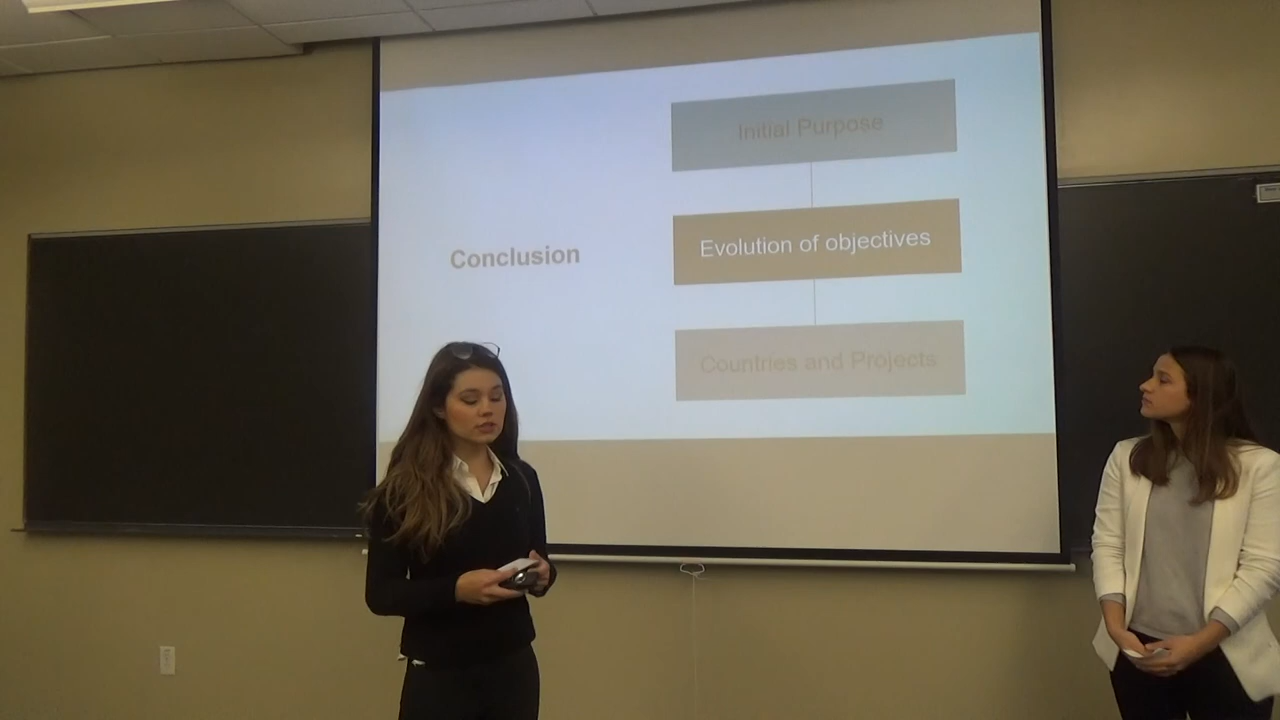 Initial Purpose
Conclusion
Evolution of objectives
Countries and Projects